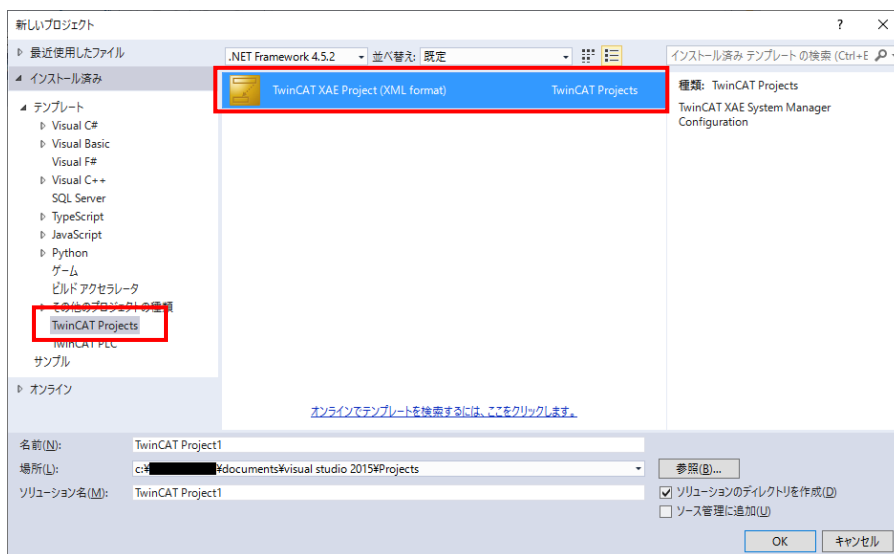 新しいプロジェクト
最近使用したファイル
.NET Framework 4.5.2 並べ替え: 既定
インストール済み テンプレート の検索 (Ctrl+E
インストール済み
テンプレート
Visual C#
Visual Basic
Visual F#
Visual C++
SQL Server
TypeScript
JavaScript
Python
ゲーム
ビルド アクセラレータ
その他のプロジェクトの種類
TwinCAT Projects
TwinCAT PLC
サンプル
オンライン
TwinCAT XAE Project (XML format) TwinCAT Projects
種類: TwinCAT Projects
TwinCAT XAE System Manager
Configuration
オンラインでテンプレートを検索するには、ここをクリックします。
名前(N): TwinCAT Project1
場所(L): c:¥ ¥documents¥visual studio 2015¥Projects
参照(B)...
ソリューション名(M): TwinCAT Project1
ソリューションのディレクトリを作成(D)
ソース管理に追加(U)
OK キャンセル